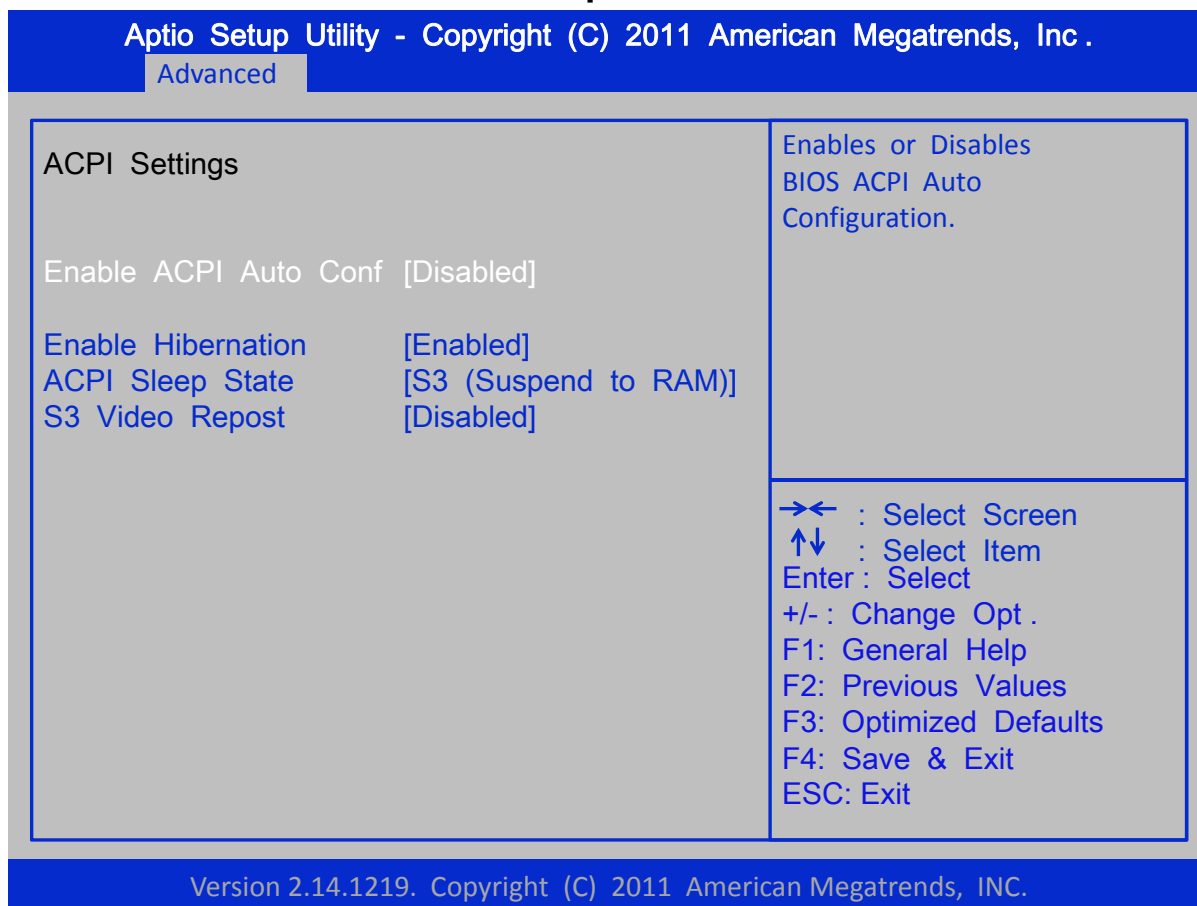 Aptio Setup Utility - Copyright (C) 2011 American Megatrends, Inc .
Advanced
ACPI Settings
Enable ACPI Auto Conf [Disabled]
Enable Hibernation [Enabled]
ACPI Sleep State [S3 (Suspend to RAM)]
S3 Video Repost [Disabled]
Enables or Disables
BIOS ACPI Auto
Configuration.
→← : Select Screen
↑↓ : Select Item
Enter : Select
+/- : Change Opt .
F1: General Help
F2: Previous Values
F3: Optimized Defaults
F4: Save & Exit
ESC: Exit
Version 2.14.1219. Copyright (C) 2011 American Megatrends, INC.